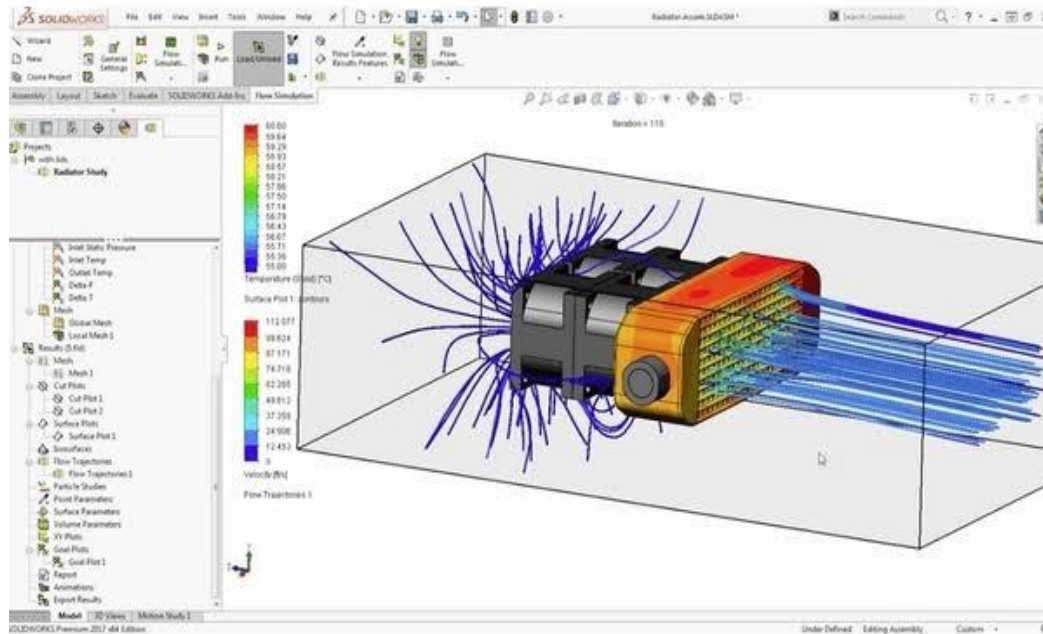 SOLIDWORKS
File Edit View Insert Tools Window Help
Radiator.Assem.SLDASM *
Search Commands
Wizard
New
Clone Project
General Settings
Flow Simulati...
Run
Load/Unload
Flow Simulation Results Features
Flow Simulati...
Assembly Layout Sketch Evaluate SOLIDWORKS Add-Ins Flow Simulation
Iteration = 115
Projects
with lids
Radiator Study
Inlet Static Pressure
Inlet Temp
Outlet Temp
Delta P
Delta T
Mesh
Global Mesh
Local Mesh 1
Mesh
Mesh 1
Cut Plots
Cut Plot 1
Cut Plot 2
Surface Plots
Surface Plot 1
Isosurfaces
Flow Trajectories
Flow Trajectories 1
Particle Studies
Point Parameters
Surface Parameters
Volume Parameters
XY Plots
Goal Plots
Goal Plot 1
Report
Animations
Export Results
60.00
59.64
59.29
58.93
58.57
58.21
57.86
57.50
57.14
56.79
56.43
56.07
55.71
55.36
55.00
Temperature (Solid) [°C]
Surface Plot 1: contours
112.077
99.624
87.171
74.718
62.265
49.812
37.359
24.906
12.453
0
Velocity [ft/s]
Flow Trajectories 1
Model 3D Views Motion Study 1
SOLIDWORKS Premium 2017 x64 Edition
Under Defined Editing Assembly Custom